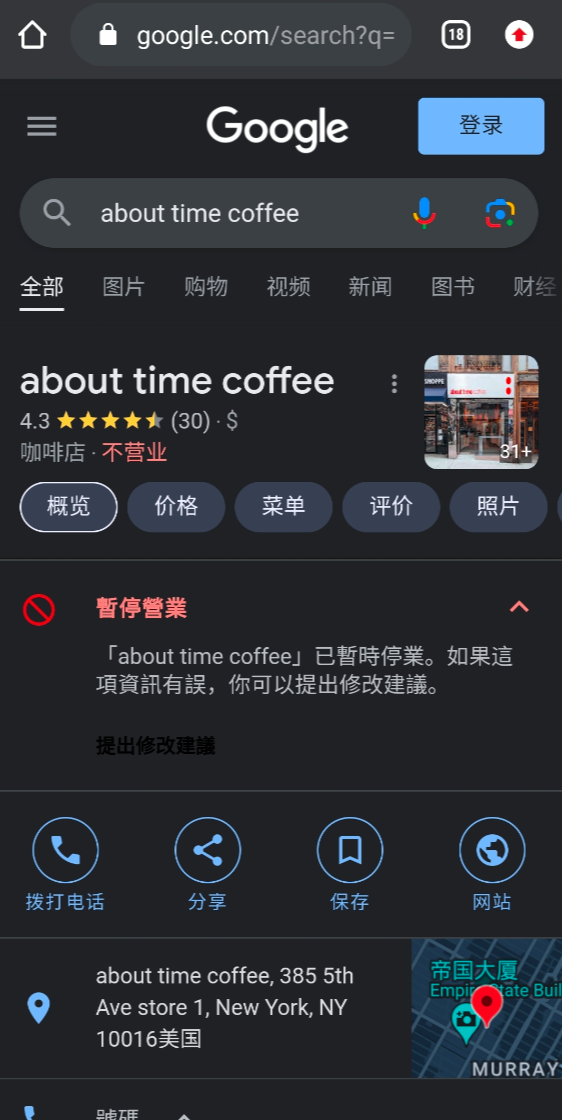 google.com/search?q=
18
Google
登录
about time coffee
全部 图片 购物 视频 新闻 图书 财经
about time coffee
4.3 (30) · $
咖啡店 · 不营业
31+
概览 价格 菜单 评价 照片
暫停營業
「about time coffee」已暫時停業。如果這
項資訊有誤，你可以提出修改建議。
提出修改建議
拨打电话 分享 保存 网站
about time coffee, 385 5th
Ave store 1, New York, NY
10016美国
帝国大厦
Empire State Buil
MURRAY